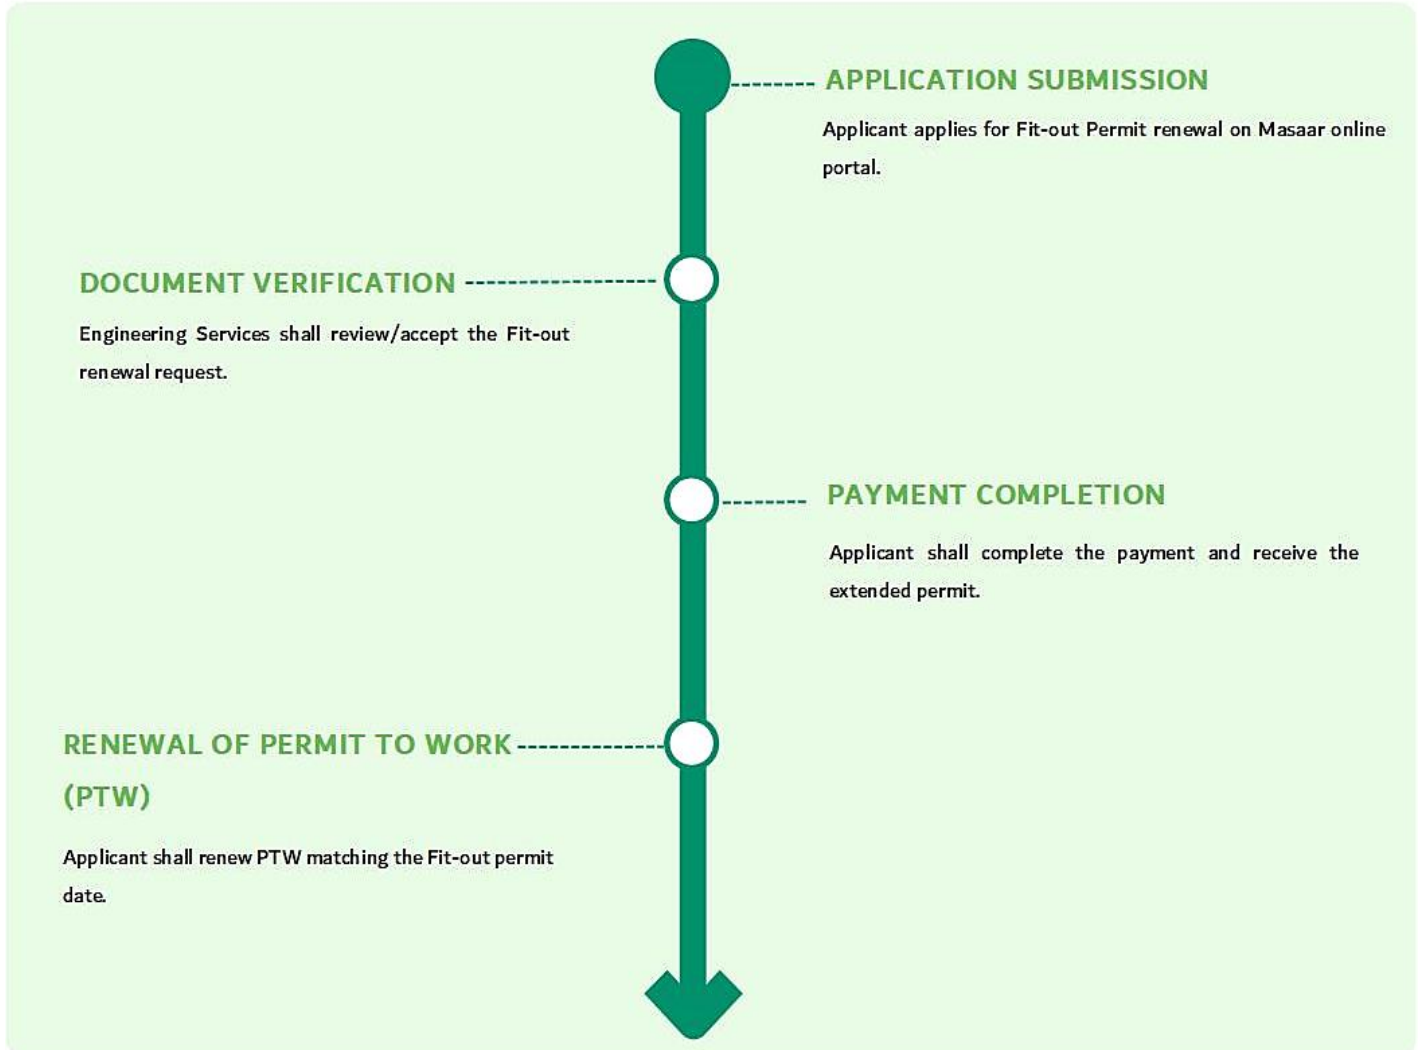 APPLICATION SUBMISSION
Applicant applies for Fit-out Permit renewal on Masaar online
portal.
DOCUMENT VERIFICATION
Engineering Services shall review/accept the Fit-out
renewal request.
PAYMENT COMPLETION
Applicant shall complete the payment and receive the
extended permit.
RENEWAL OF PERMIT TO WORK
(PTW)
Applicant shall renew PTW matching the Fit-out permit
date.